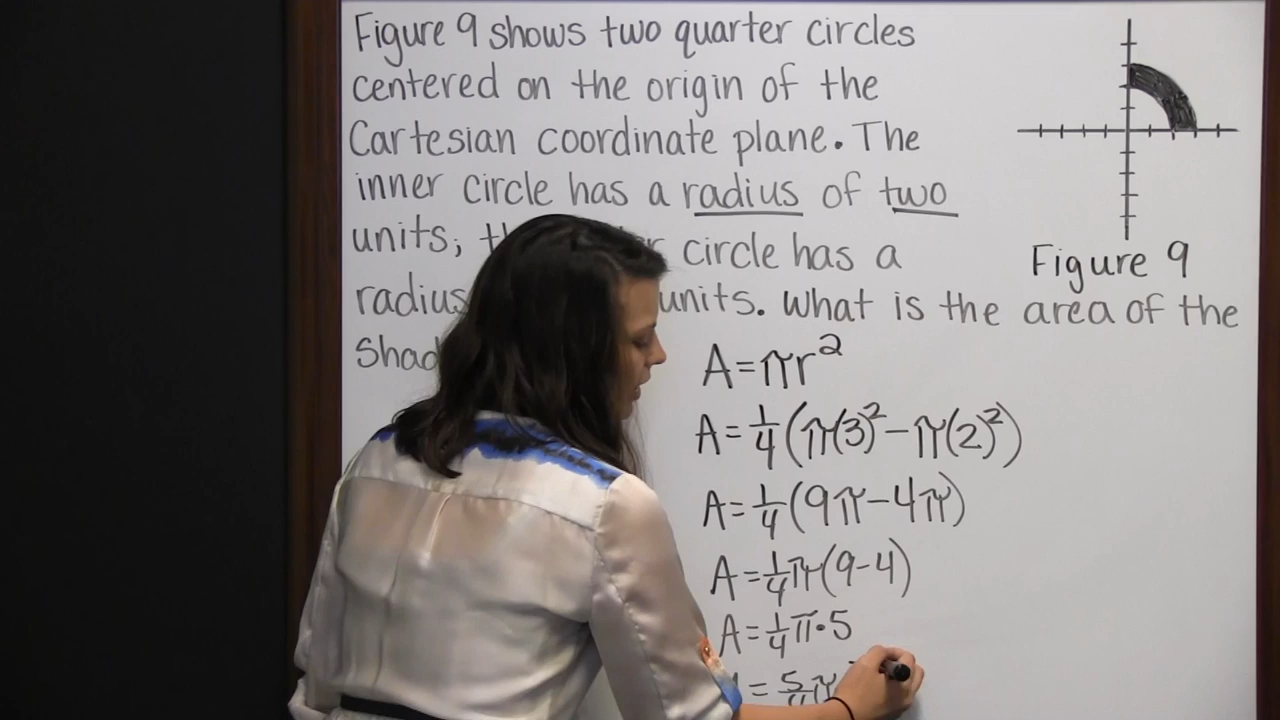 Figure 9 shows two quarter circles
centered on the origin of the
Cartesian coordinate plane. The
inner circle has a radius of two
units; circle has a
radius units. What is the area of the
Figure 9
A=πr²
A=1/4(π(3)²-π(2)²)
A=1/4(9π-4π)
A=1/4π(9-4)
A=1/4π·5
= 5/4π